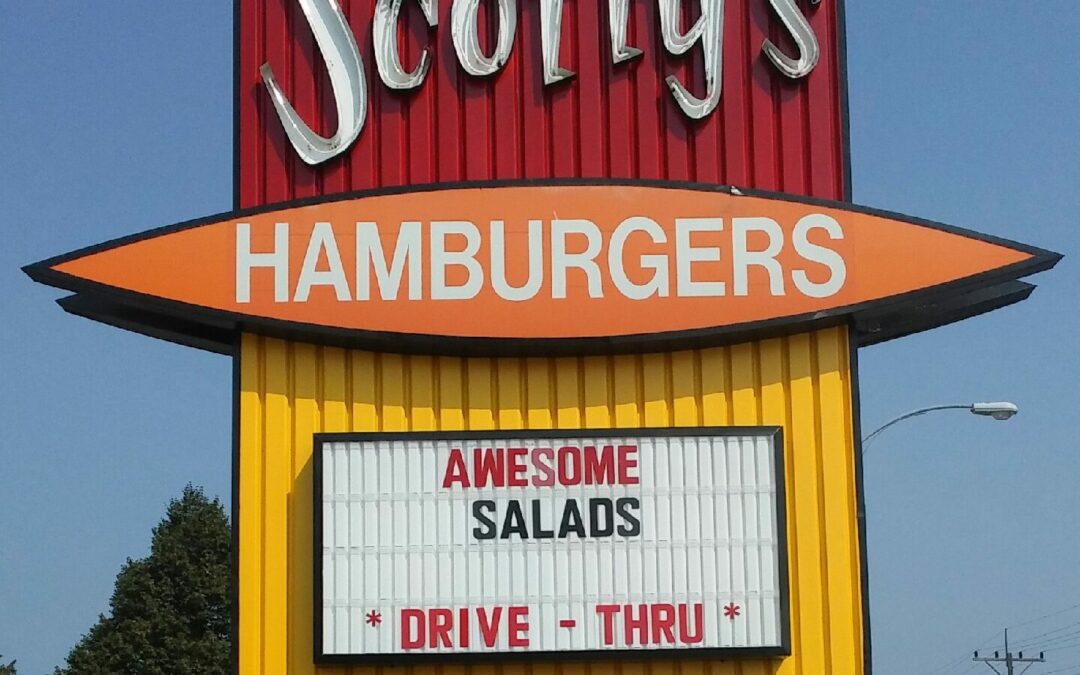 Scotty's
HAMBURGERS
AWESOME
SALADS
* DRIVE - THRU *